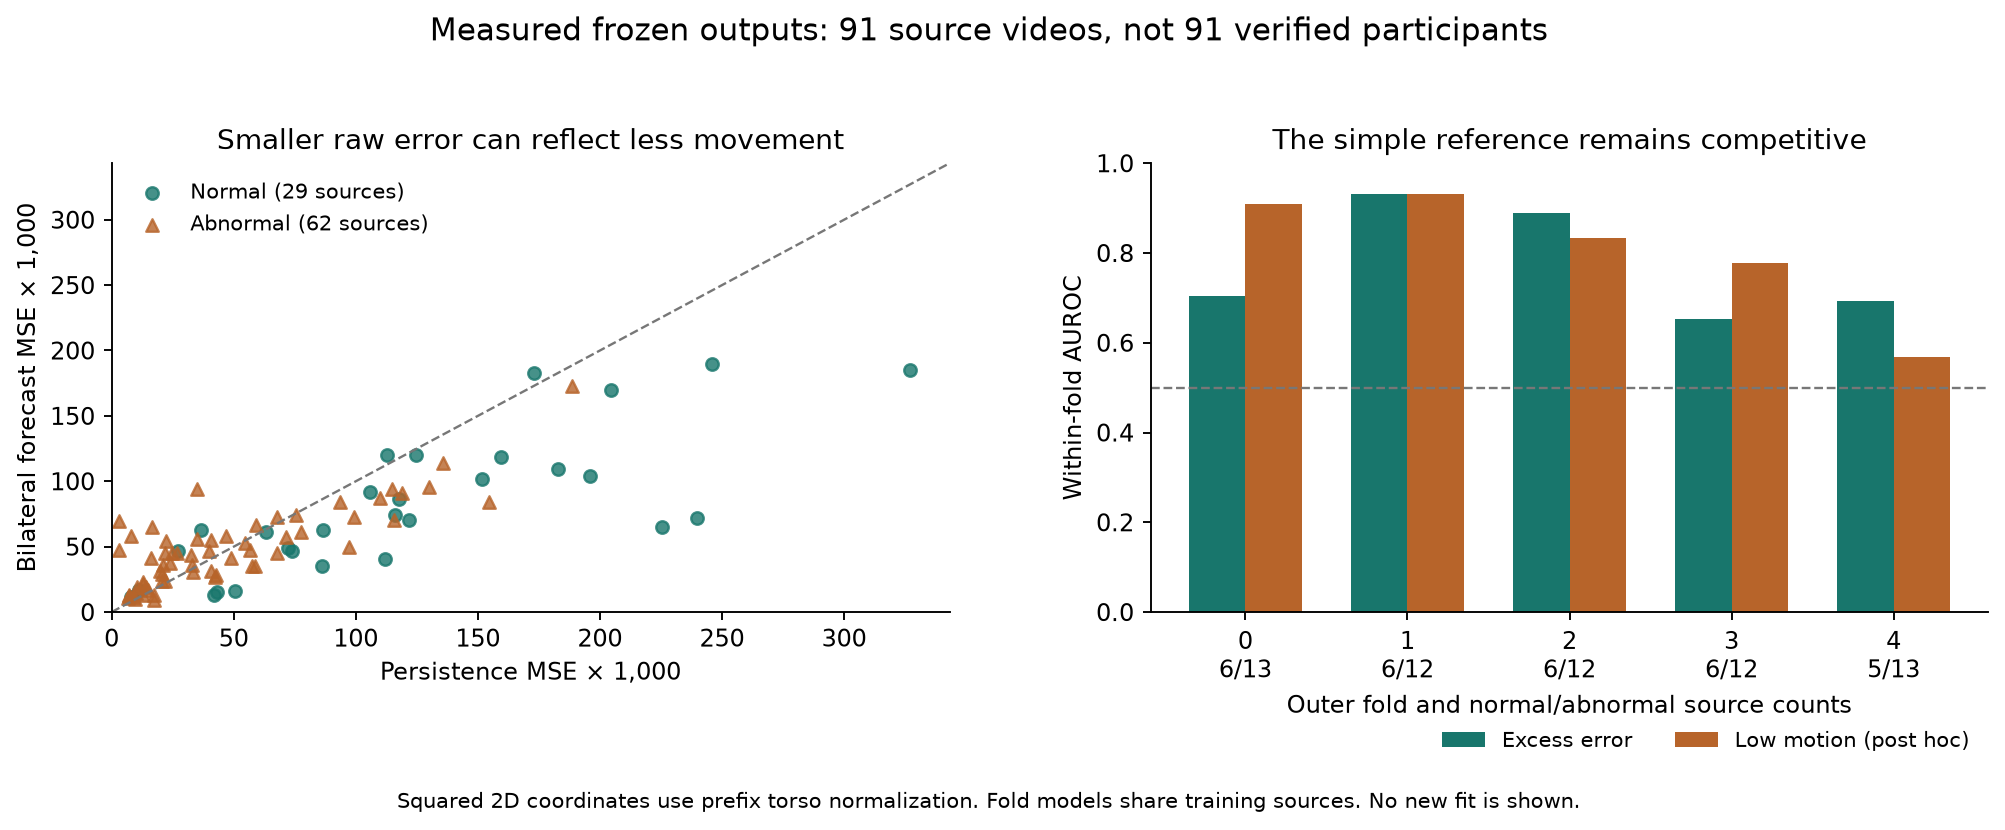 Measured frozen outputs: 91 source videos, not 91 verified participants
Smaller raw error can reflect less movement
Bilateral forecast MSE × 1,000
300
250
200
150
100
50
0
Normal (29 sources)
Abnormal (62 sources)
0 50 100 150 200 250 300
Persistence MSE × 1,000
The simple reference remains competitive
Within-fold AUROC
1.0
0.8
0.6
0.4
0.2
0.0
0 1 2 3 4
6/13 6/12 6/12 6/12 5/13
Outer fold and normal/abnormal source counts
Excess error
Low motion (post hoc)
Squared 2D coordinates use prefix torso normalization. Fold models share training sources. No new fit is shown.